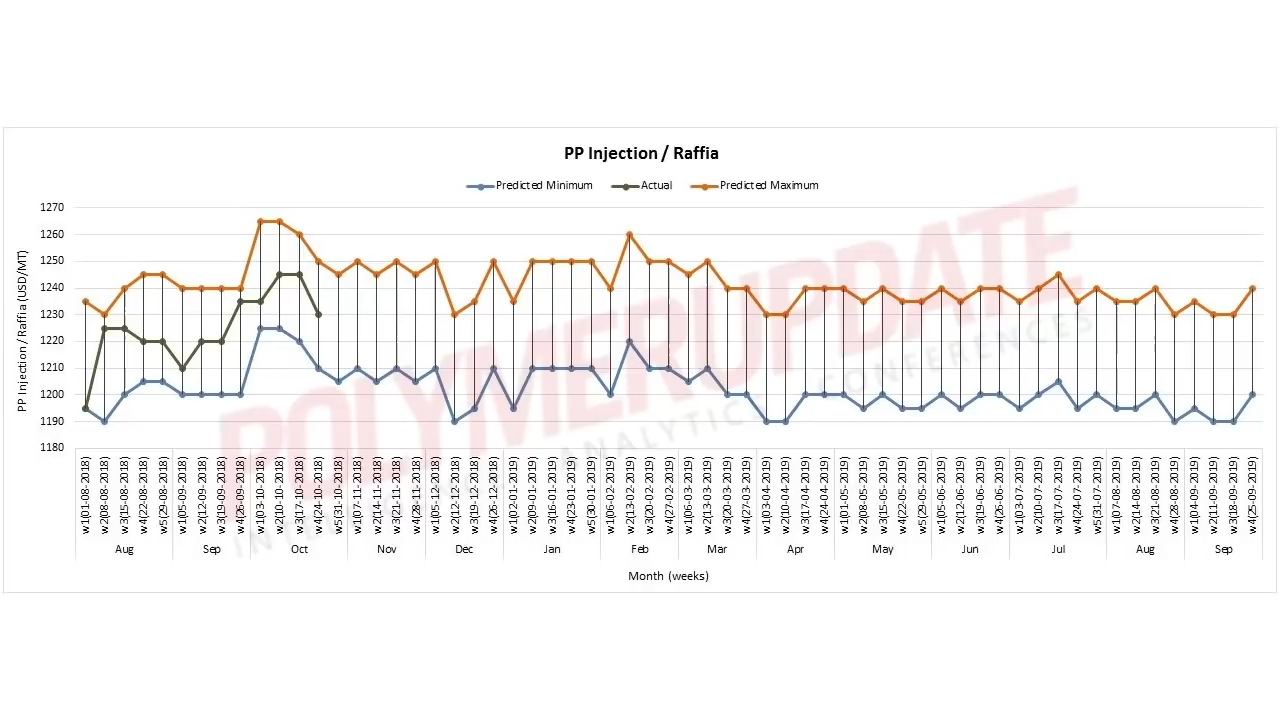 PP Injection / Raffia
Predicted Minimum Actual Predicted Maximum
1270
1260
1250
1240
1230
1220
1210
1200
1190
1180
PP Injection / Raffia (USD/MT)
POLYMERUPDATE
w1(01-08-2018) w2(08-08-2018) w3(15-08-2018) w4(22-08-2018) w5(29-08-2018) w1(05-09-2018) w2(12-09-2018) w3(19-09-2018) w4(26-09-2018) w1(03-10-2018) w2(10-10-2018) w3(17-10-2018) w4(24-10-2018) w5(31-10-2018) w1(07-11-2018) w2(14-11-2018) w3(21-11-2018) w4(28-11-2018) w1(05-12-2018) w2(12-12-2018) w3(19-12-2018) w4(26-12-2018) w1(02-01-2019) w2(09-01-2019) w3(16-01-2019) w4(23-01-2019) w5(30-01-2019) w1(06-02-2019) w2(13-02-2019) w3(20-02-2019) w4(27-02-2019) w1(06-03-2019) w2(13-03-2019) w3(20-03-2019) w4(27-03-2019) w1(03-04-2019) w2(10-04-2019) w3(17-04-2019) w4(24-04-2019) w1(01-05-2019) w2(08-05-2019) w3(15-05-2019) w4(22-05-2019) w5(29-05-2019) w1(05-06-2019) w2(12-06-2019) w3(19-06-2019) w4(26-06-2019) w1(03-07-2019) w2(10-07-2019) w3(17-07-2019) w4(24-07-2019) w5(31-07-2019) w1(07-08-2019) w2(14-08-2019) w3(21-08-2019) w4(28-08-2019) w1(04-09-2019) w2(11-09-2019) w3(18-09-2019) w4(25-09-2019)
Aug Sep Oct Nov Dec Jan Feb Mar Apr May Jun Jul Aug Sep
Month (weeks)